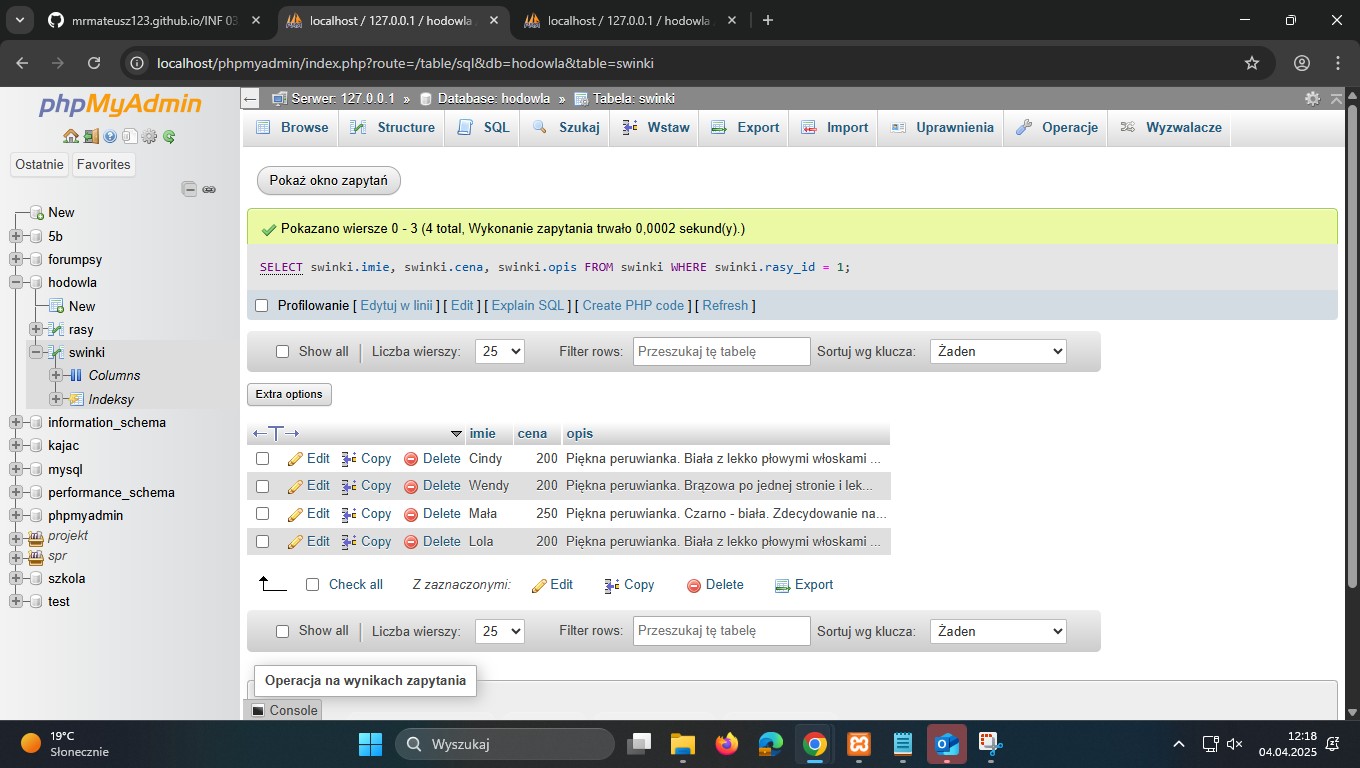 mrmateusz123.github.io/INF 03
localhost / 127.0.0.1 / hodowla
localhost / 127.0.0.1 / hodowla
localhost/phpmyadmin/index.php?route=/table/sql&db=hodowla&table=swinki
phpMyAdmin
Ostatnie Favorites
New
5b
forumpsy
hodowla
New
rasy
swinki
Columns
Indeksy
information_schema
kajac
mysql
performance_schema
phpmyadmin
projekt
spr
szkola
test
Serwer: 127.0.0.1 » Database: hodowla » Tabela: swinki
Browse Structure SQL Szukaj Wstaw Export Import Uprawnienia Operacje Wyzwalacze
Pokaż okno zapytań
Pokazano wiersze 0 - 3 (4 total, Wykonanie zapytania trwało 0,0002 sekund(y).)
SELECT swinki.imie, swinki.cena, swinki.opis FROM swinki WHERE swinki.rasy_id = 1;
Profilowanie [ Edytuj w linii ] [ Edit ] [ Explain SQL ] [ Create PHP code ] [ Refresh ]
Show all | Liczba wierszy: 25 Filter rows: Przeszukaj tę tabelę Sortuj wg klucza: Żaden
Extra options
imie cena opis
Edit Copy Delete Cindy 200 Piękna peruwianka. Biała z lekko płowymi włoskami ...
Edit Copy Delete Wendy 200 Piękna peruwianka. Brązowa po jednej stronie i lek...
Edit Copy Delete Mała 250 Piękna peruwianka. Czarno - biała. Zdecydowanie na...
Edit Copy Delete Lola 200 Piękna peruwianka. Biała z lekko płowymi włoskami ...
Check all Z zaznaczonymi: Edit Copy Delete Export
Show all | Liczba wierszy: 25 Filter rows: Przeszukaj tę tabelę Sortuj wg klucza: Żaden
Operacja na wynikach zapytania
Console
19°C
Słonecznie
Wyszukaj
12:18
04.04.2025